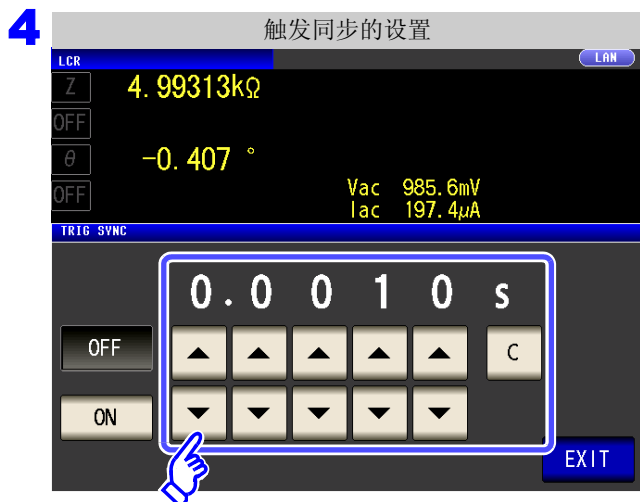 4
触发同步的设置
LCR
LAN
Z 4.99313kΩ
OFF
θ -0.407 °
OFF
Vac 985.6mV
Iac 197.4μA
TRIG SYNC
0.0010 s
OFF
▲ ▲ ▲ ▲ ▲ C
ON
▼ ▼ ▼ ▼ ▼
EXIT